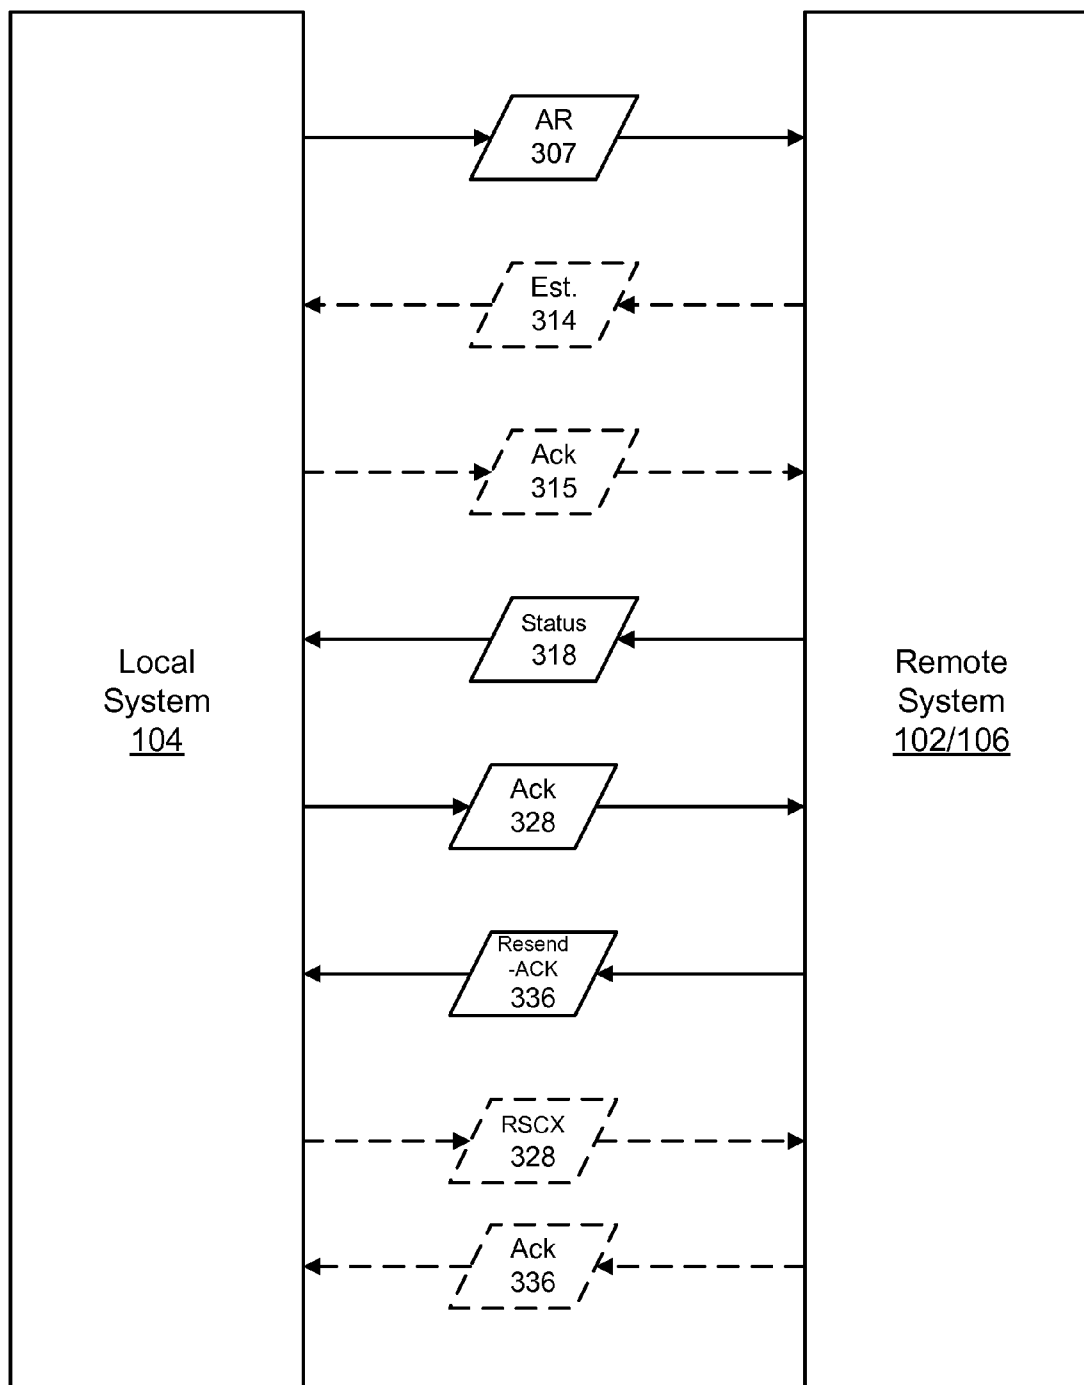 AR
307
Est.
314
Ack
315
Status
318
Local
System
104
Remote
System
102/106
Ack
328
Resend
-ACK
336
RSCX
328
Ack
336